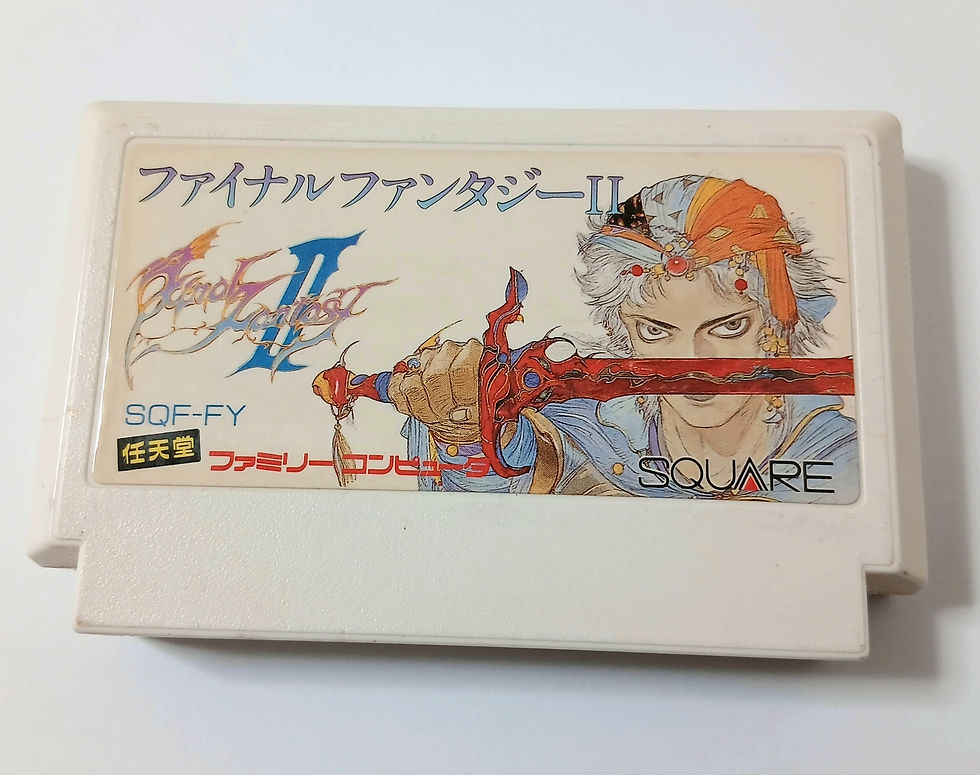 ファイナルファンタジーII
Final Fantasy II
SQF-FY
任天堂
ファミリーコンピュータ
SQUARE